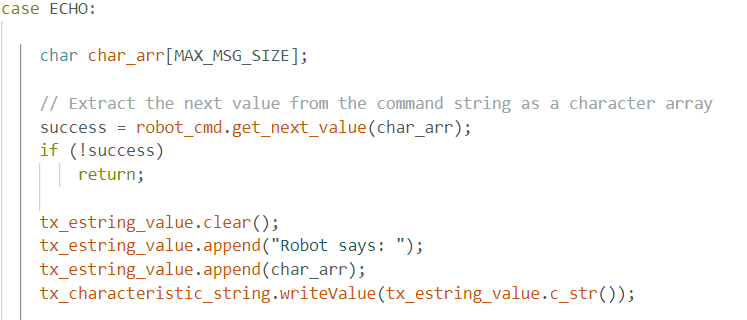 case ECHO:
char char_arr[MAX_MSG_SIZE];
// Extract the next value from the command string as a character array
success = robot_cmd.get_next_value(char_arr);
if (!success)
return;
tx_estring_value.clear();
tx_estring_value.append("Robot says: ");
tx_estring_value.append(char_arr);
tx_characteristic_string.writeValue(tx_estring_value.c_str());